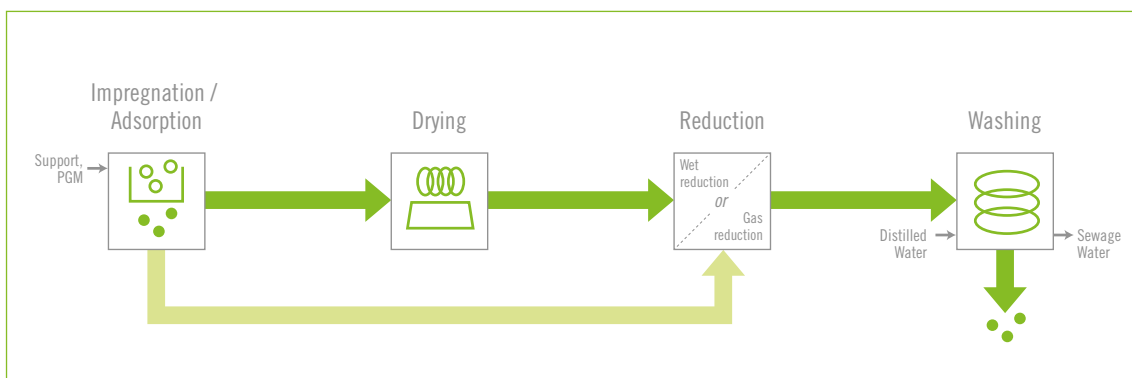 Impregnation /
Adsorption
Drying
Reduction
Washing
Support,
PGM
Wet
reduction
or
Gas
reduction
Distilled
Water
Sewage
Water